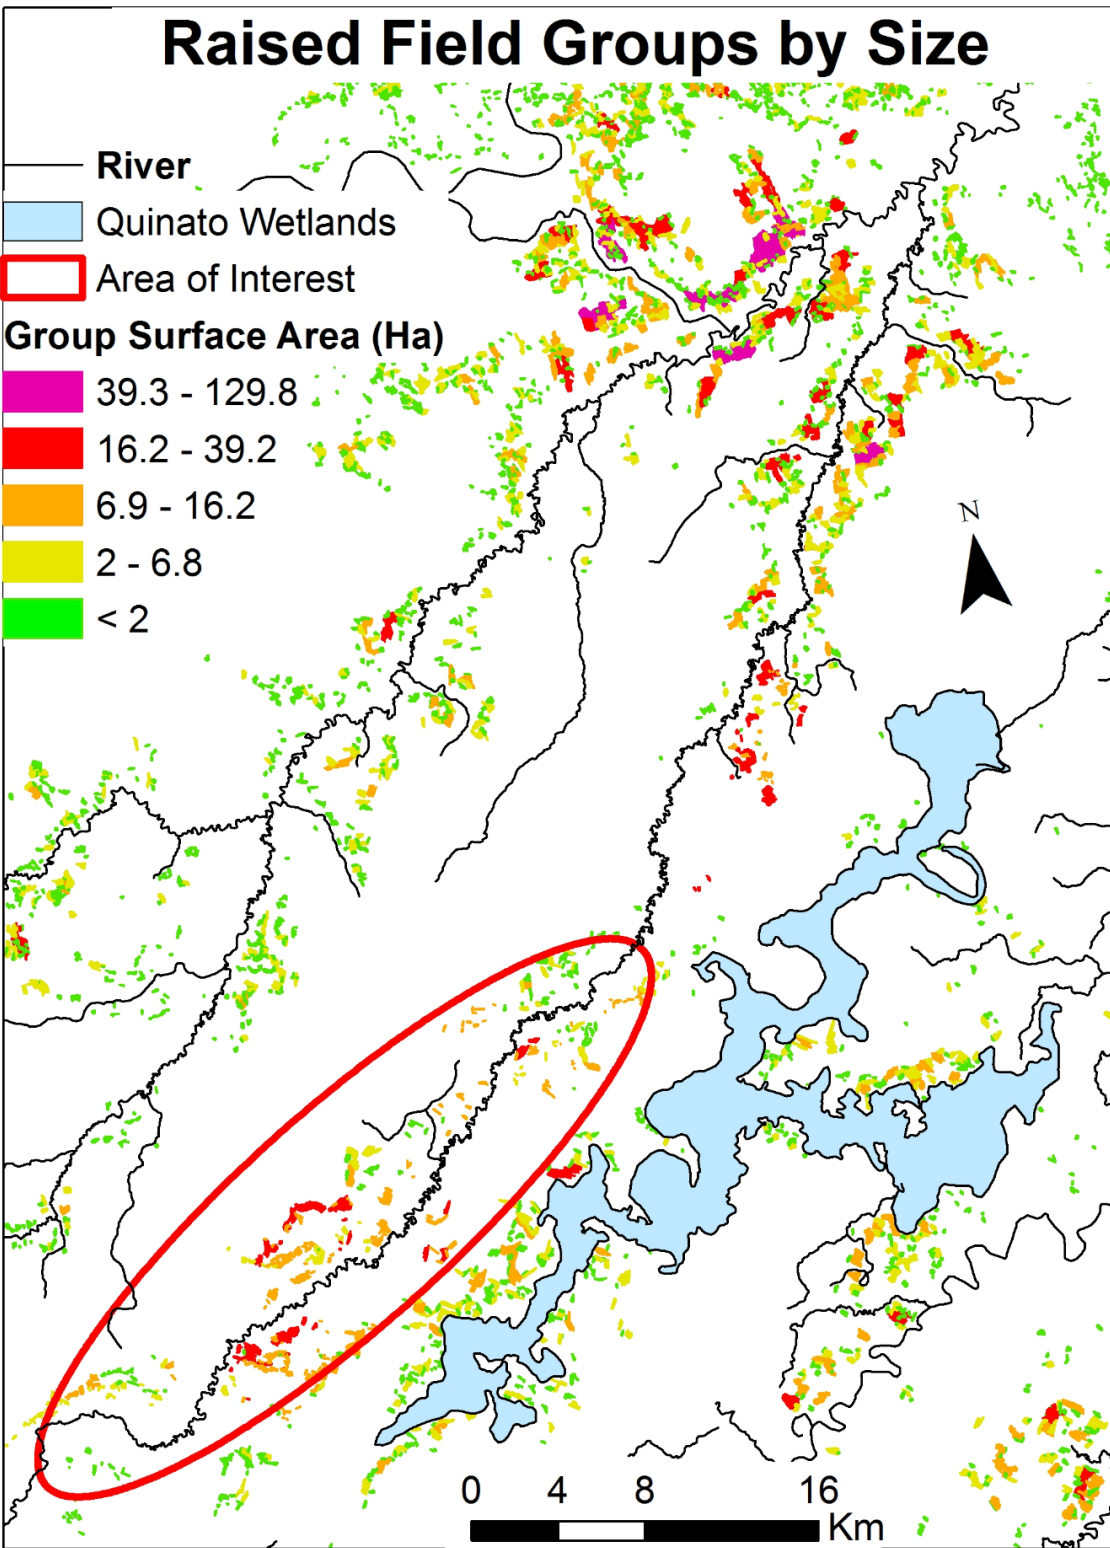 Raised Field Groups by Size
River
Quinato Wetlands
Area of Interest
Group Surface Area (Ha)
39.3 - 129.8
16.2 - 39.2
6.9 - 16.2
2 - 6.8
< 2
N
0 4 8 16
Km